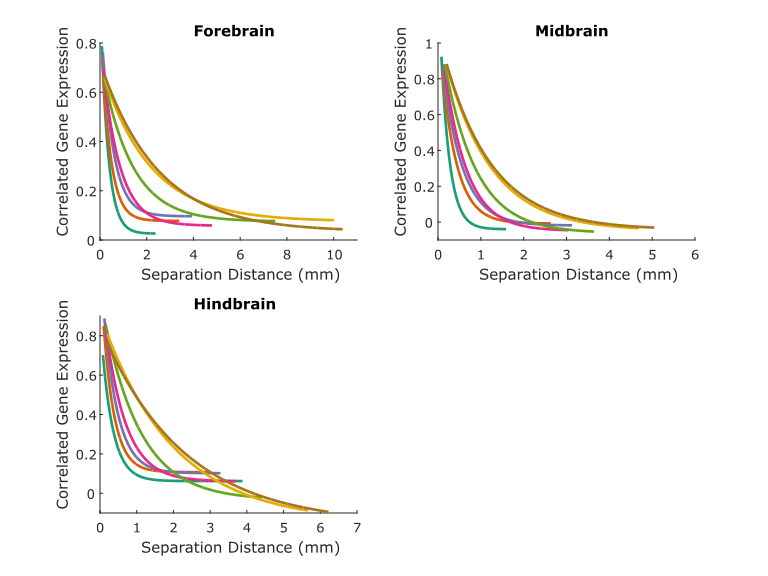 Forebrain
Correlated Gene Expression
0.8
0.6
0.4
0.2
0
0 2 4 6 8 10
Separation Distance (mm)
Midbrain
Correlated Gene Expression
1
0.8
0.6
0.4
0.2
0
0 1 2 3 4 5 6
Separation Distance (mm)
Hindbrain
Correlated Gene Expression
0.8
0.6
0.4
0.2
0
0 1 2 3 4 5 6 7
Separation Distance (mm)